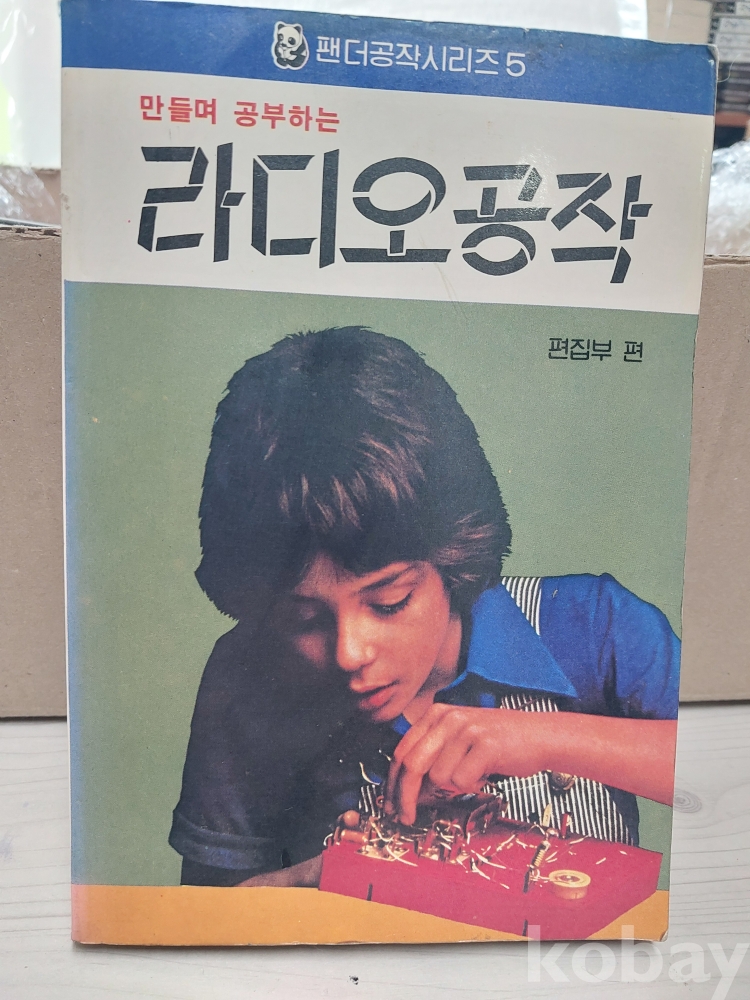 팬더공작시리즈 5
만들며 공부하는
라디오공작
편집부 편
kobay